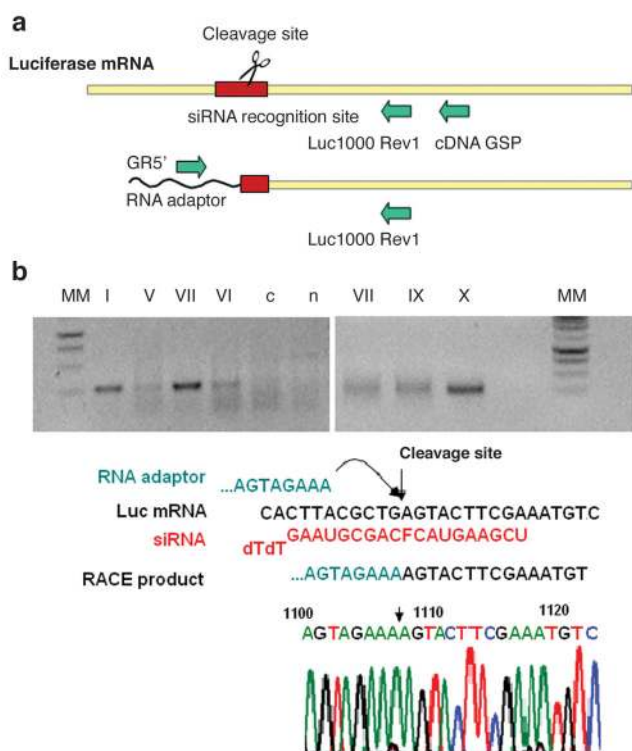 a
Cleavage site
Luciferase mRNA
siRNA recognition site
Luc1000 Rev1 cDNA GSP
GR5'
RNA adaptor
Luc1000 Rev1
b
MM I V VII VI c n VII IX X MM
Cleavage site
RNA adaptor ...AGTAGAAA
Luc mRNA CACTTACGCTGAGTACTTCGAAATGTC
siRNA dTdTGAAUGCGACFCAUGAAGCU
RACE product ...AGTAGAAAAGTACTTCGAAATGT
1100 1110 1120
AGTAGAAAAGTACTTCGAAATGTC